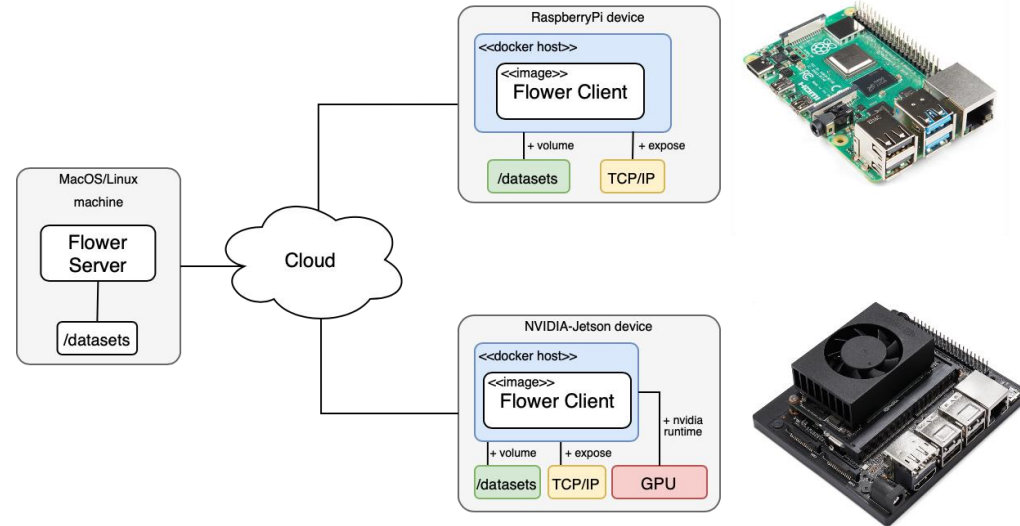 RaspberryPi device
<<docker host>>
<<image>>
Flower Client
+ volume
+ expose
/datasets
TCP/IP
HDMI
MacOS/Linux
machine
Flower
Server
/datasets
Cloud
NVIDIA-Jetson device
<<docker host>>
<<image>>
Flower Client
+ nvidia
runtime
+ volume
+ expose
/datasets
TCP/IP
GPU